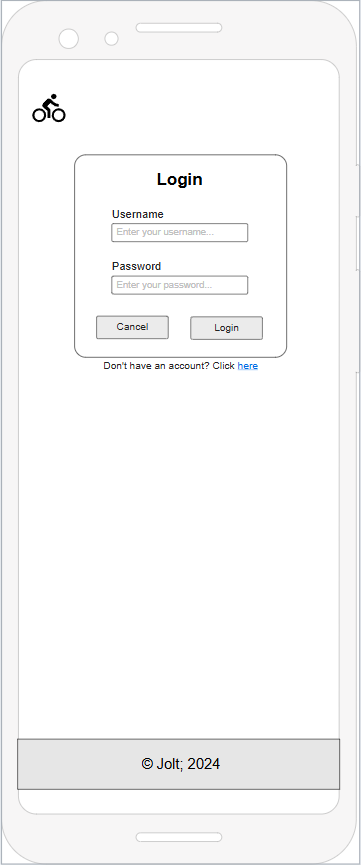 Login
Username
Enter your username...
Password
Enter your password...
Cancel Login
Don't have an account? Click here
© Jolt; 2024